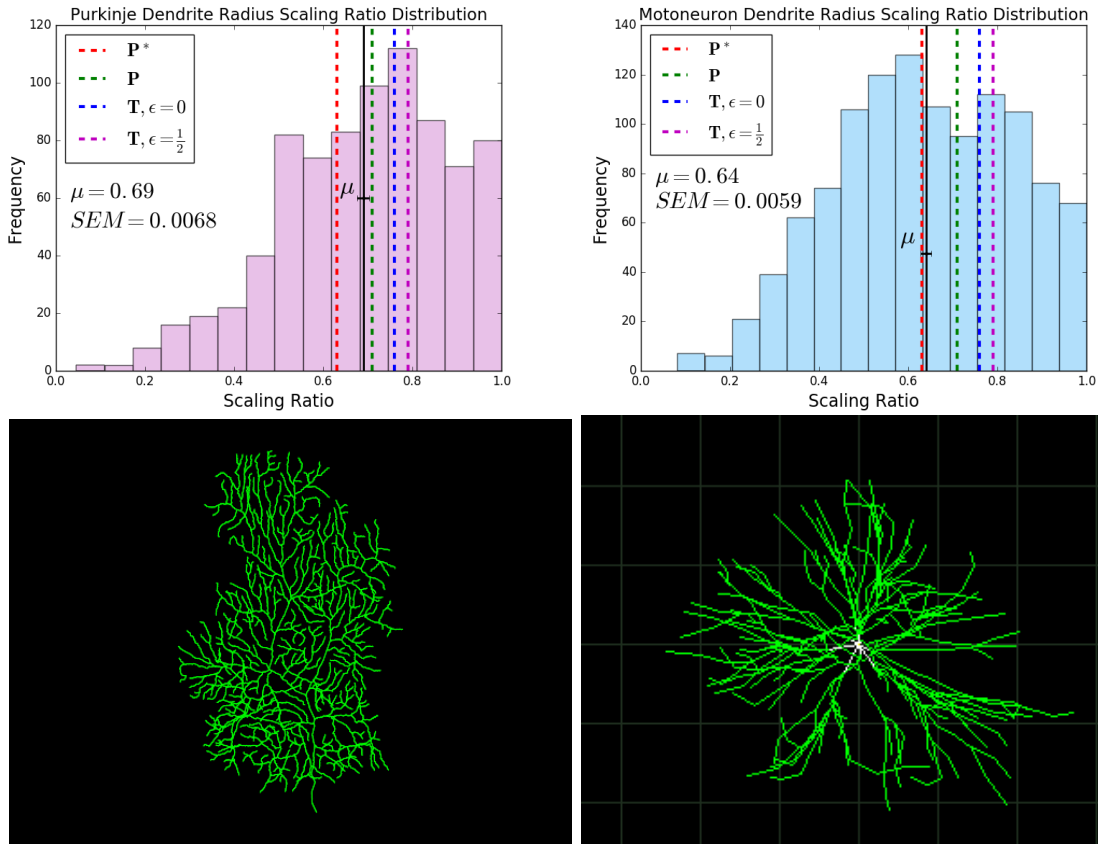 Purkinje Dendrite Radius Scaling Ratio Distribution
120
100
80
60
40
20
0
Frequency
P*
P
T, ϵ=0
T, ϵ=1/2
μ=0.69
SEM=0.0068
μ
0.0 0.2 0.4 0.6 0.8 1.0
Scaling Ratio
Motoneuron Dendrite Radius Scaling Ratio Distribution
140
120
100
80
60
40
20
0
Frequency
P*
P
T, ϵ=0
T, ϵ=1/2
μ=0.64
SEM=0.0059
μ
0.0 0.2 0.4 0.6 0.8 1.0
Scaling Ratio